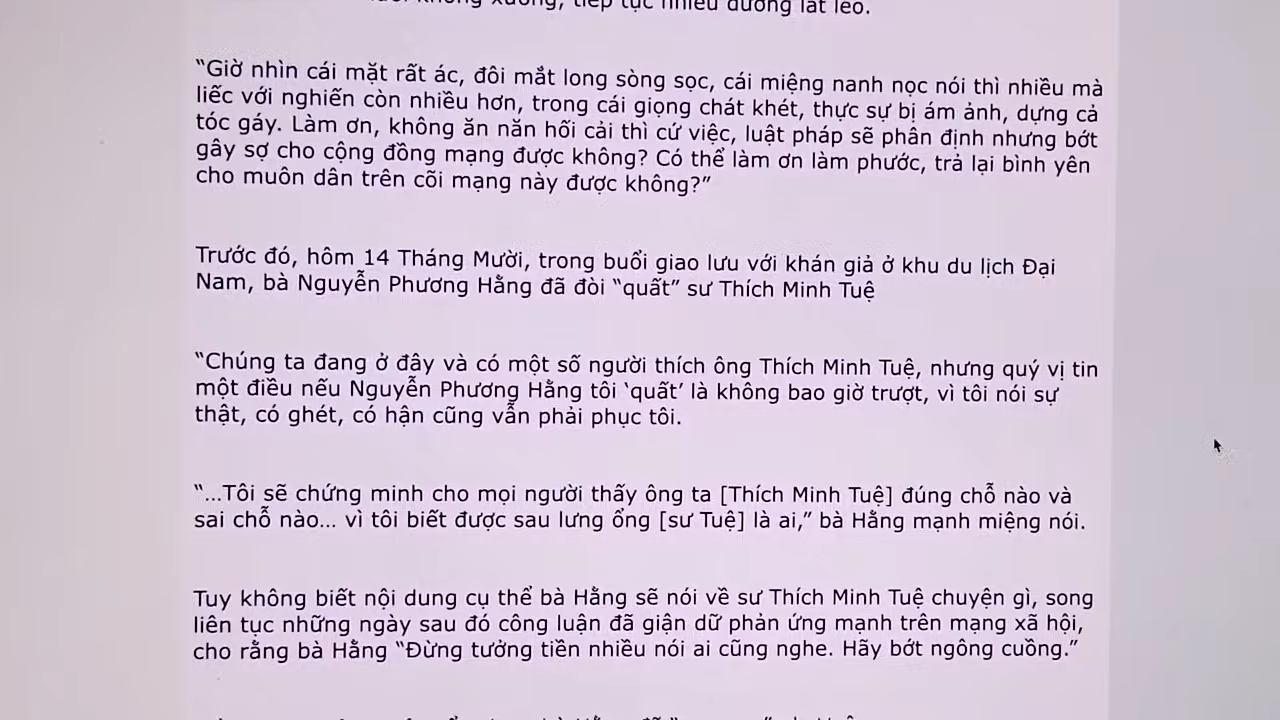 không xương, tiếp tục nhiều đường lắt léo.
“Giờ nhìn cái mặt rất ác, đôi mắt long sòng sọc, cái miệng nanh nọc nói thì nhiều mà
liếc với nghiến còn nhiều hơn, trong cái giọng chát khét, thực sự bị ám ảnh, dựng cả
tóc gáy. Làm ơn, không ăn năn hối cải thì cứ việc, luật pháp sẽ phân định nhưng bớt
gây sợ cho cộng đồng mạng được không? Có thể làm ơn làm phước, trả lại bình yên
cho muôn dân trên cõi mạng này được không?”
Trước đó, hôm 14 Tháng Mười, trong buổi giao lưu với khán giả ở khu du lịch Đại
Nam, bà Nguyễn Phương Hằng đã đòi “quất” sư Thích Minh Tuệ
“Chúng ta đang ở đây và có một số người thích ông Thích Minh Tuệ, nhưng quý vị tin
một điều nếu Nguyễn Phương Hằng tôi ‘quất’ là không bao giờ trượt, vì tôi nói sự
thật, có ghét, có hận cũng vẫn phải phục tôi.
“…Tôi sẽ chứng minh cho mọi người thấy ông ta [Thích Minh Tuệ] đúng chỗ nào và
sai chỗ nào… vì tôi biết được sau lưng ổng [sư Tuệ] là ai,” bà Hằng mạnh miệng nói.
Tuy không biết nội dung cụ thể bà Hằng sẽ nói về sư Thích Minh Tuệ chuyện gì, song
liên tục những ngày sau đó công luận đã giận dữ phản ứng mạnh trên mạng xã hội,
cho rằng bà Hằng “Đừng tưởng tiền nhiều nói ai cũng nghe. Hãy bớt ngông cuồng.”